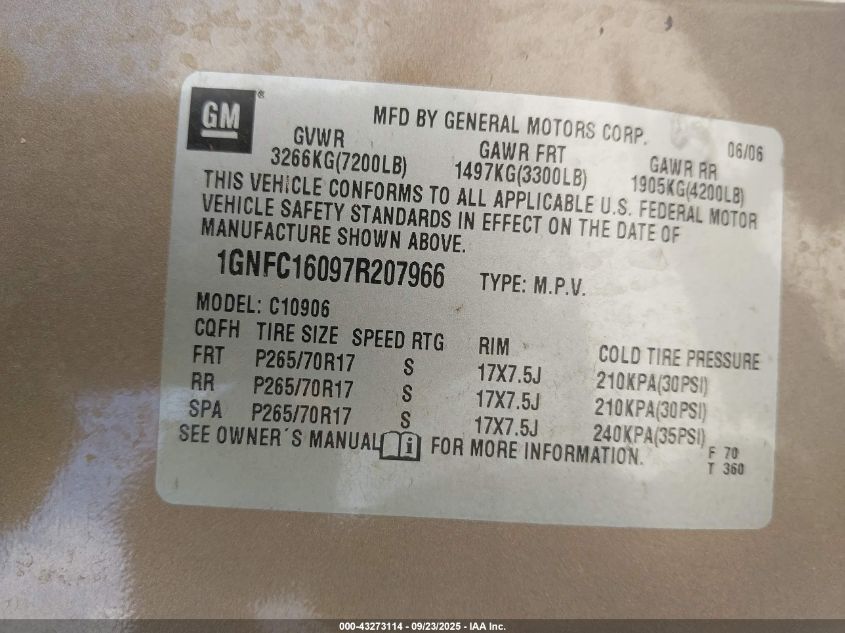 GM®
MFD BY GENERAL MOTORS CORP. 06/06
GVWR GAWR FRT GAWR RR
3266KG(7200LB) 1497KG(3300LB) 1905KG(4200LB)
THIS VEHICLE CONFORMS TO ALL APPLICABLE U.S. FEDERAL MOTOR
VEHICLE SAFETY STANDARDS IN EFFECT ON THE DATE OF
MANUFACTURE SHOWN ABOVE.
1GNFC16097R207966 TYPE: M.P.V.
MODEL: C10906
CQFH TIRE SIZE SPEED RTG RIM COLD TIRE PRESSURE
FRT P265/70R17 S 17X7.5J 210KPA(30PSI)
RR P265/70R17 S 17X7.5J 210KPA(30PSI)
SPA P265/70R17 S 17X7.5J 240KPA(35PSI)
SEE OWNER´S MANUAL i FOR MORE INFORMATION. F 70
T 360
000-43273114 - 09/23/2025 - IAA Inc.